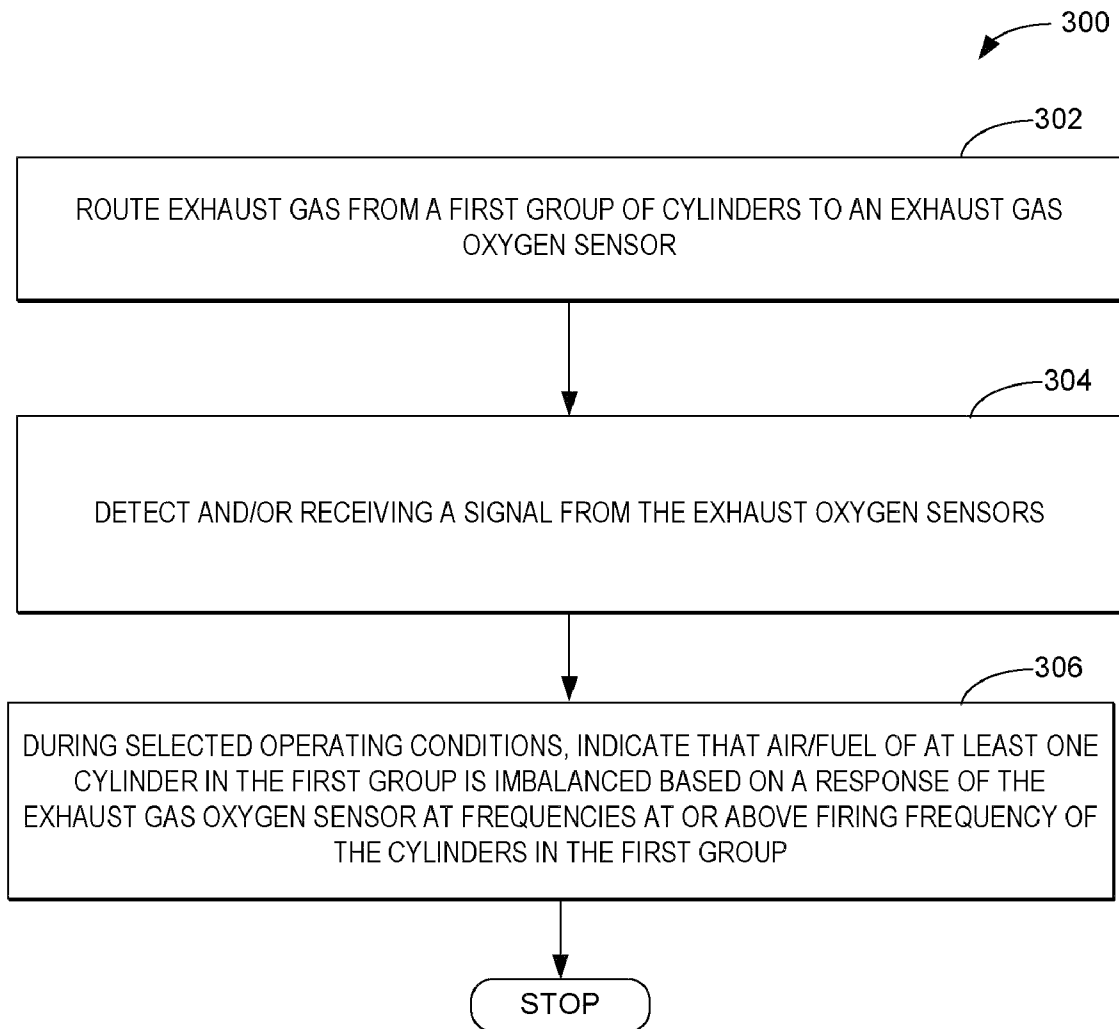 300
302
ROUTE EXHAUST GAS FROM A FIRST GROUP OF CYLINDERS TO AN EXHAUST GAS
OXYGEN SENSOR
304
DETECT AND/OR RECEIVING A SIGNAL FROM THE EXHAUST OXYGEN SENSORS
306
DURING SELECTED OPERATING CONDITIONS, INDICATE THAT AIR/FUEL OF AT LEAST ONE
CYLINDER IN THE FIRST GROUP IS IMBALANCED BASED ON A RESPONSE OF THE
EXHAUST GAS OXYGEN SENSOR AT FREQUENCIES AT OR ABOVE FIRING FREQUENCY OF
THE CYLINDERS IN THE FIRST GROUP
STOP